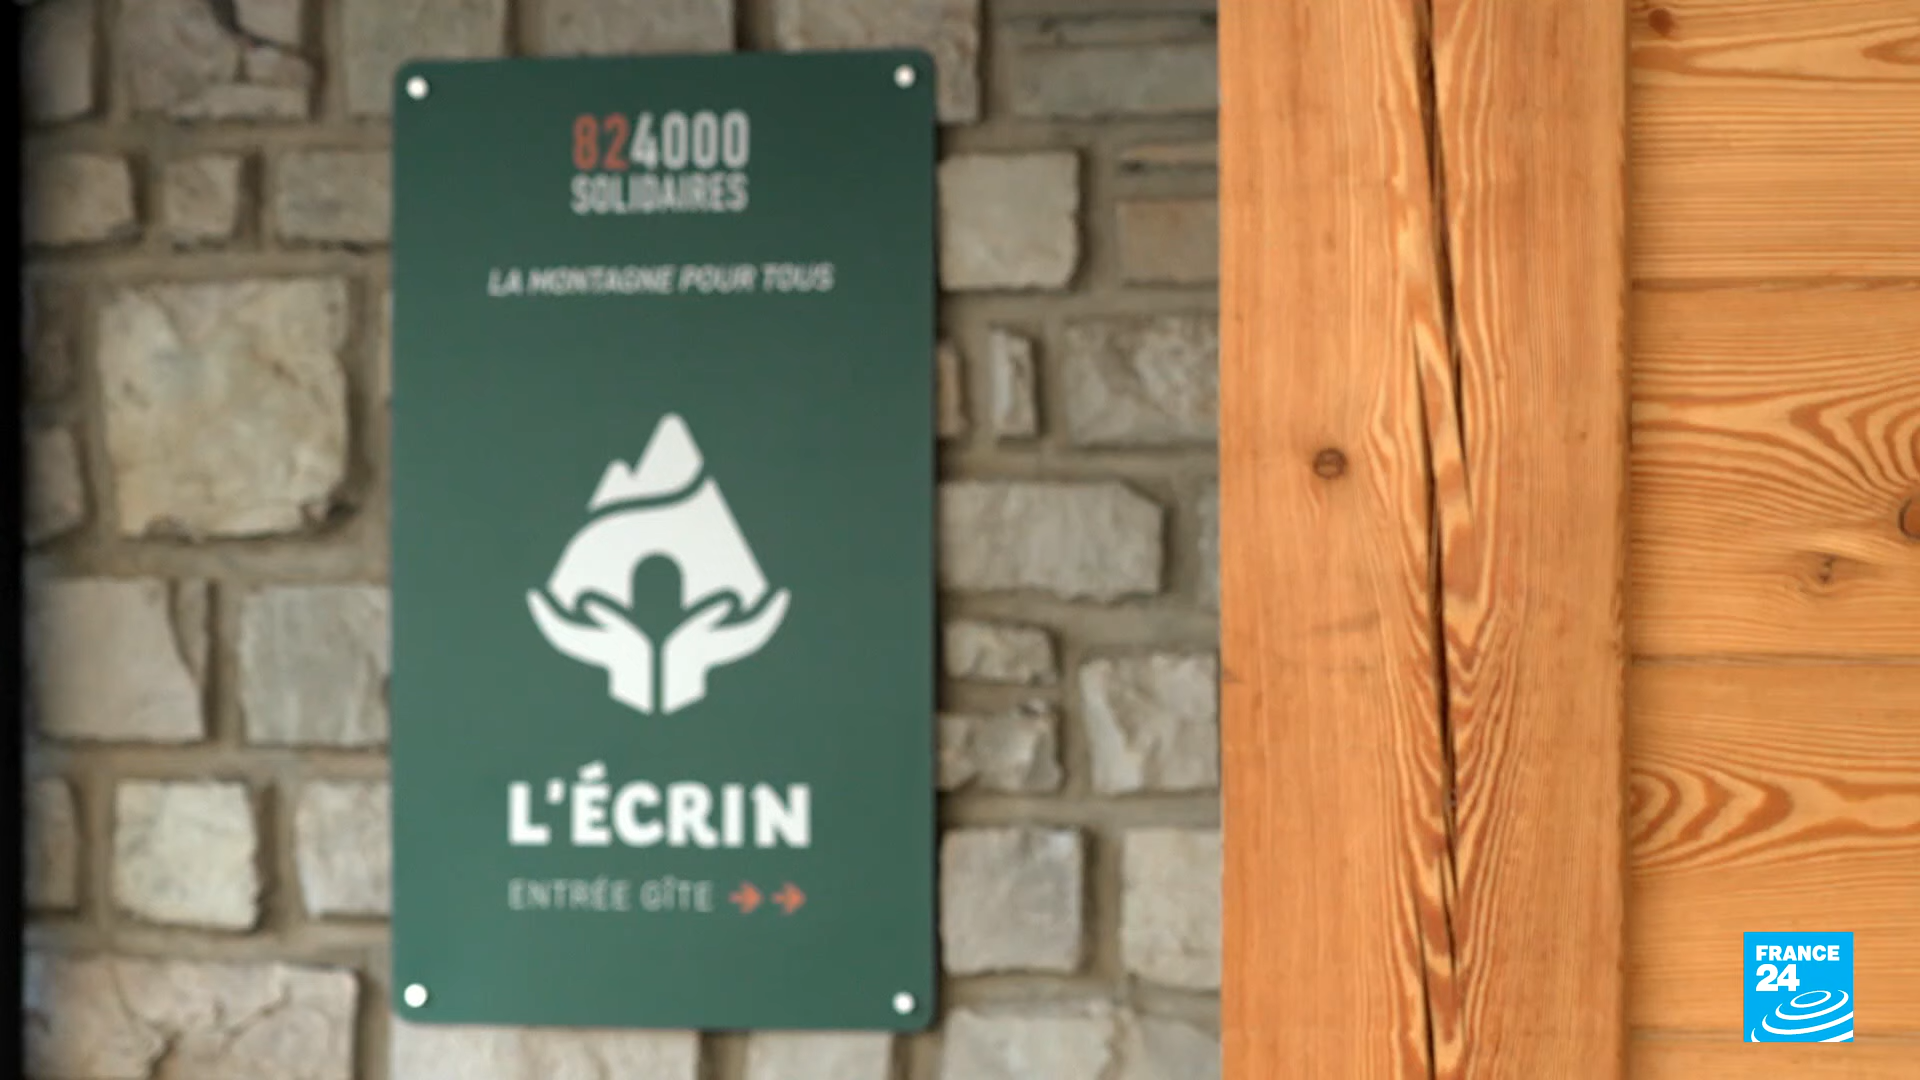 824000
SOLIDAIRES
LA MONTAGNE POUR TOUS
L'ÉCRIN
ENTRÉE GÎTE →→
FRANCE
24